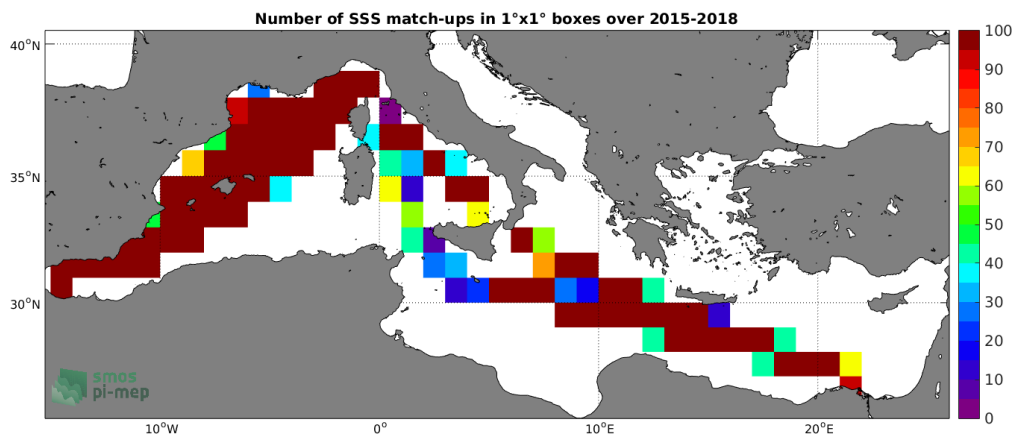 Number of SSS match-ups in 1°x1° boxes over 2015-2018
40°N
35°N
30°N
10°W
0°
10°E
20°E
100
90
80
70
60
50
40
30
20
10
0
smos
pi-mep